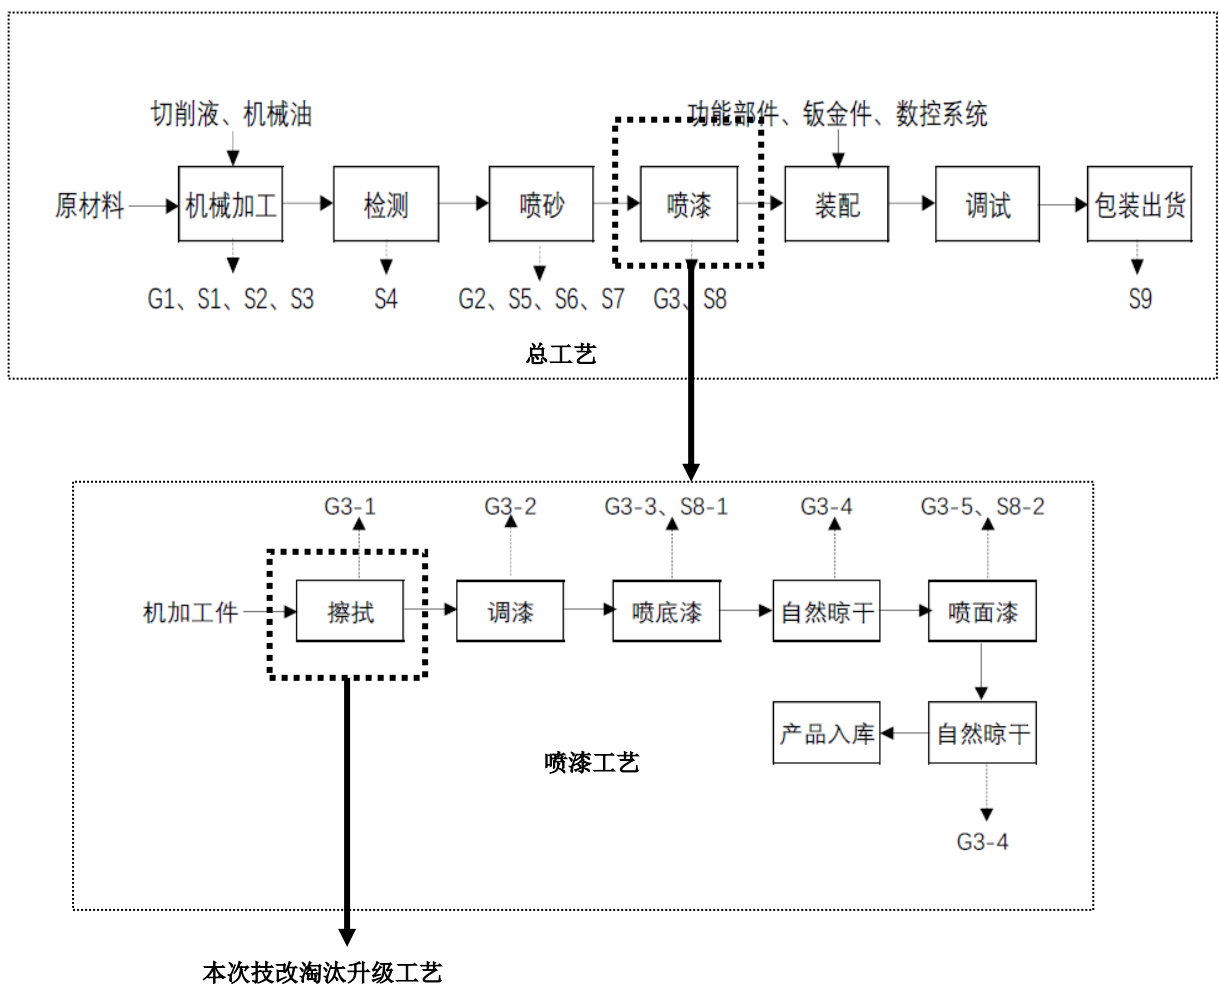 切削液、机械油
功能部件、钣金件、数控系统
原材料
机械加工
检测
喷砂
喷漆
装配
调试
包装出货
G1、S1、S2、S3
S4
G2、S5、S6、S7
G3、S8
S9
总工艺
G3-1
G3-2
G3-3、S8-1
G3-4
G3-5、S8-2
机加工件
擦拭
调漆
喷底漆
自然晾干
喷面漆
产品入库
自然晾干
喷漆工艺
G3-4
本次技改淘汰升级工艺